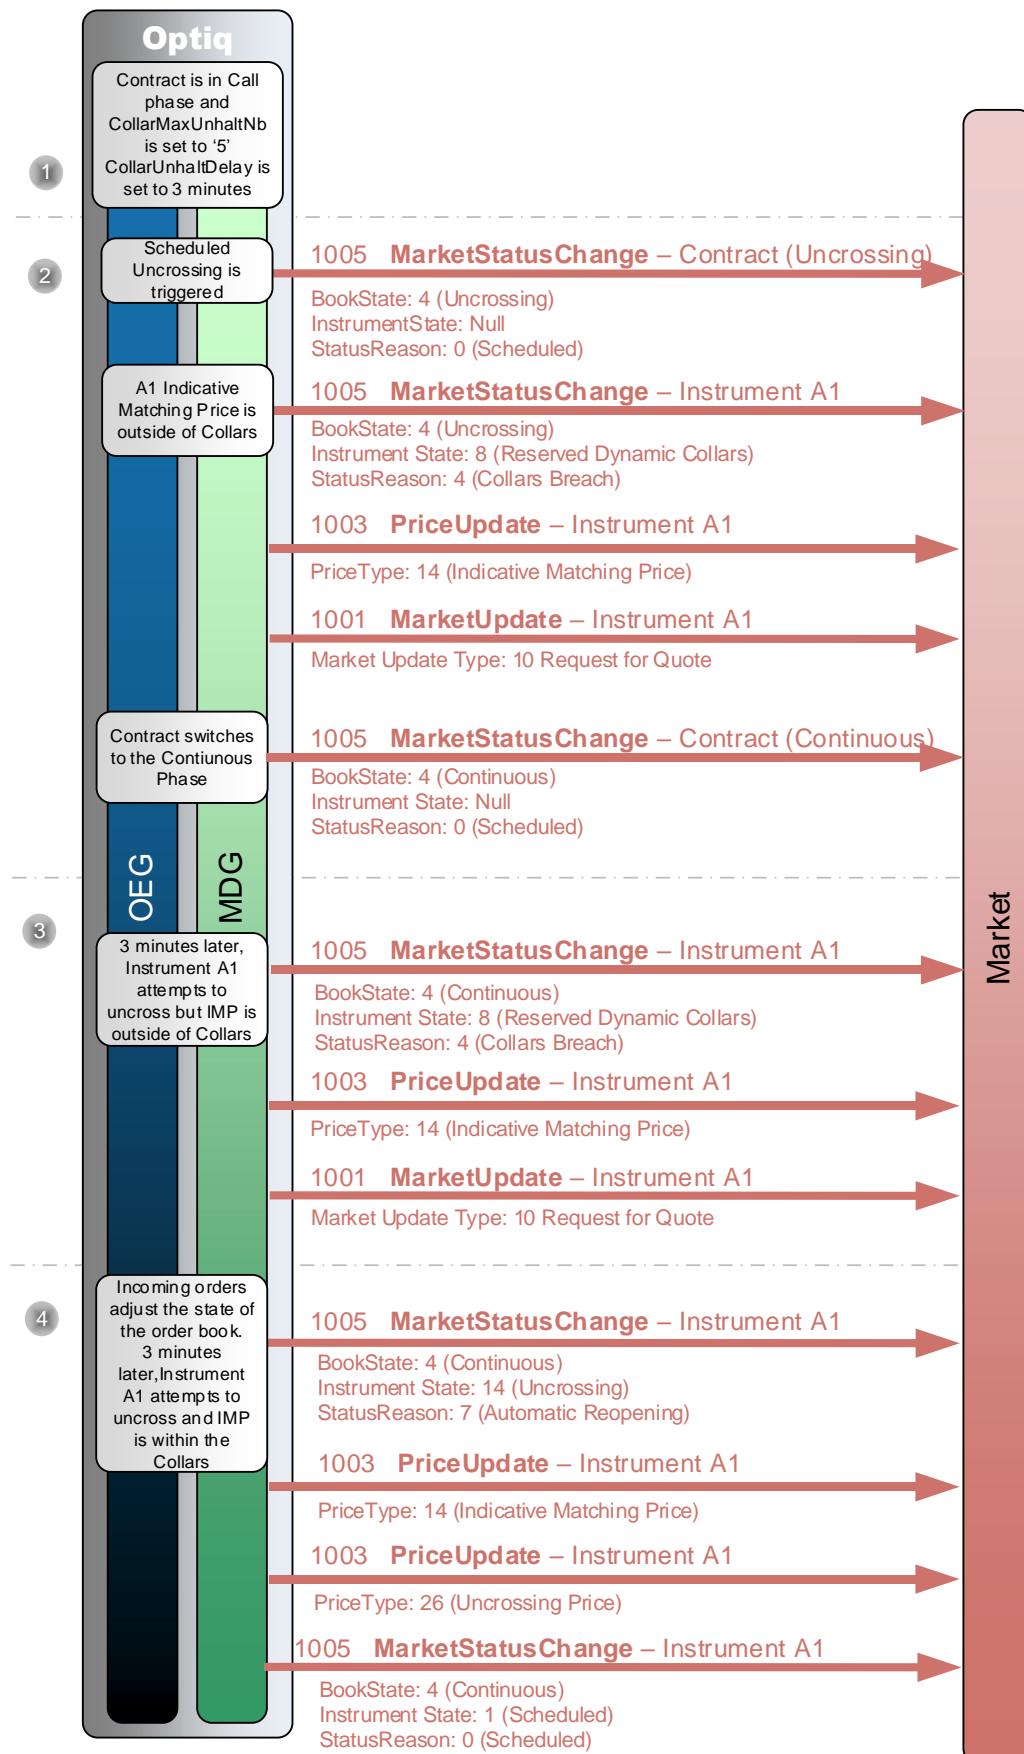 Optiq
Contract is in Call
phase and
CollarMaxUnhaltNb
is set to ‘5’
CollarUnhaltDelay is
set to 3 minutes
1
2
Scheduled
Uncrossing is
triggered
1005 MarketStatusChange – Contract (Uncrossing)
BookState: 4 (Uncrossing)
InstrumentState: Null
StatusReason: 0 (Scheduled)
A1 Indicative
Matching Price is
outside of Collars
1005 MarketStatusChange – Instrument A1
BookState: 4 (Uncrossing)
Instrument State: 8 (Reserved Dynamic Collars)
StatusReason: 4 (Collars Breach)
1003 PriceUpdate – Instrument A1
PriceType: 14 (Indicative Matching Price)
1001 MarketUpdate – Instrument A1
Market Update Type: 10 Request for Quote
Contract switches
to the Contiunous
Phase
1005 MarketStatusChange – Contract (Continuous)
BookState: 4 (Continuous)
Instrument State: Null
StatusReason: 0 (Scheduled)
OEG
MDG
Market
3
3 minutes later,
Instrument A1
attempts to
uncross but IMP is
outside of Collars
1005 MarketStatusChange – Instrument A1
BookState: 4 (Continuous)
Instrument State: 8 (Reserved Dynamic Collars)
StatusReason: 4 (Collars Breach)
1003 PriceUpdate – Instrument A1
PriceType: 14 (Indicative Matching Price)
1001 MarketUpdate – Instrument A1
Market Update Type: 10 Request for Quote
4
Incoming orders
adjust the state of
the order book.
3 minutes
later,Instrument
A1 attempts to
uncross and IMP
is within the
Collars
1005 MarketStatusChange – Instrument A1
BookState: 4 (Continuous)
Instrument State: 14 (Uncrossing)
StatusReason: 7 (Automatic Reopening)
1003 PriceUpdate – Instrument A1
PriceType: 14 (Indicative Matching Price)
1003 PriceUpdate – Instrument A1
PriceType: 26 (Uncrossing Price)
1005 MarketStatusChange – Instrument A1
BookState: 4 (Continuous)
Instrument State: 1 (Scheduled)
StatusReason: 0 (Scheduled)